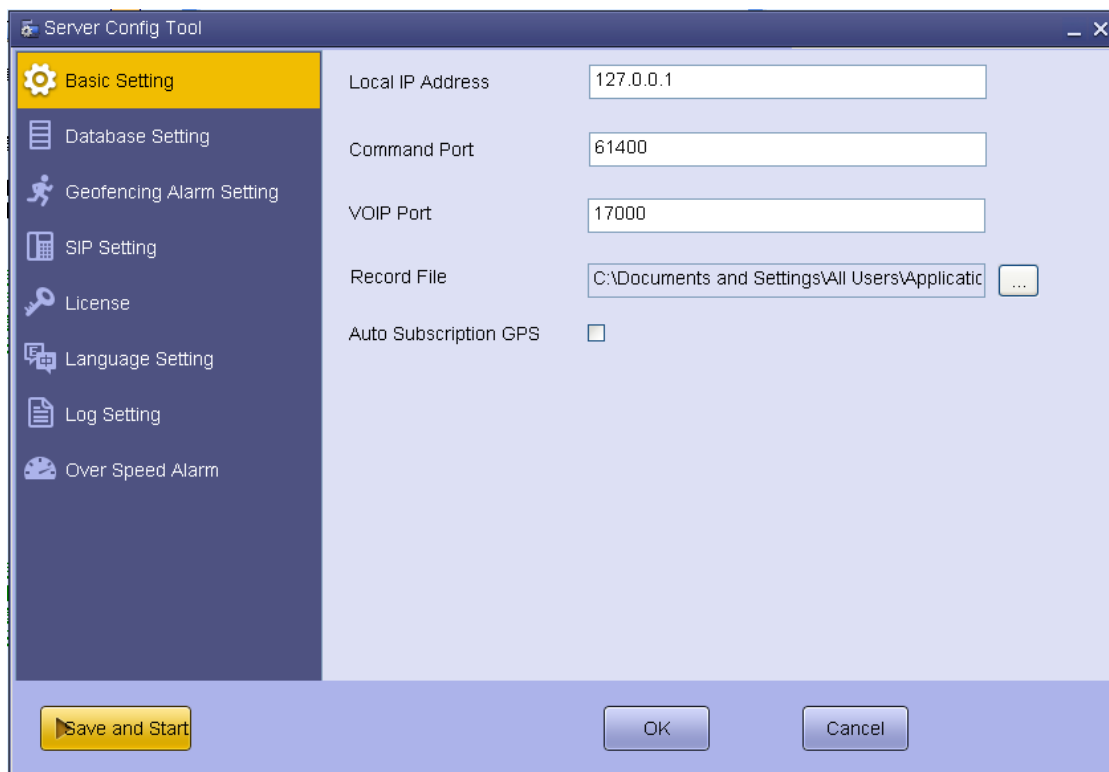 Server Config Tool
Basic Setting
Database Setting
Geofencing Alarm Setting
SIP Setting
License
Language Setting
Log Setting
Over Speed Alarm
Local IP Address 127.0.0.1
Command Port 61400
VOIP Port 17000
Record File C:\Documents and Settings\All Users\Applicatic ...
Auto Subscription GPS
Save and Start OK Cancel